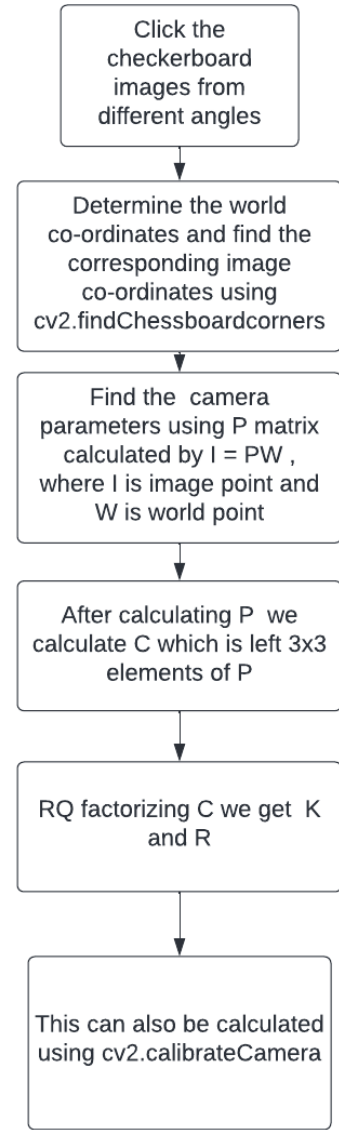 Click the
checkerboard
images from
different angles
Determine the world
co-ordinates and find the
corresponding image
co-ordinates using
cv2.findChessboardcorners
Find the camera
parameters using P matrix
calculated by I = PW ,
where I is image point and
W is world point
After calculating P we
calculate C which is left 3x3
elements of P
RQ factorizing C we get K
and R
This can also be calculated
using cv2.calibrateCamera